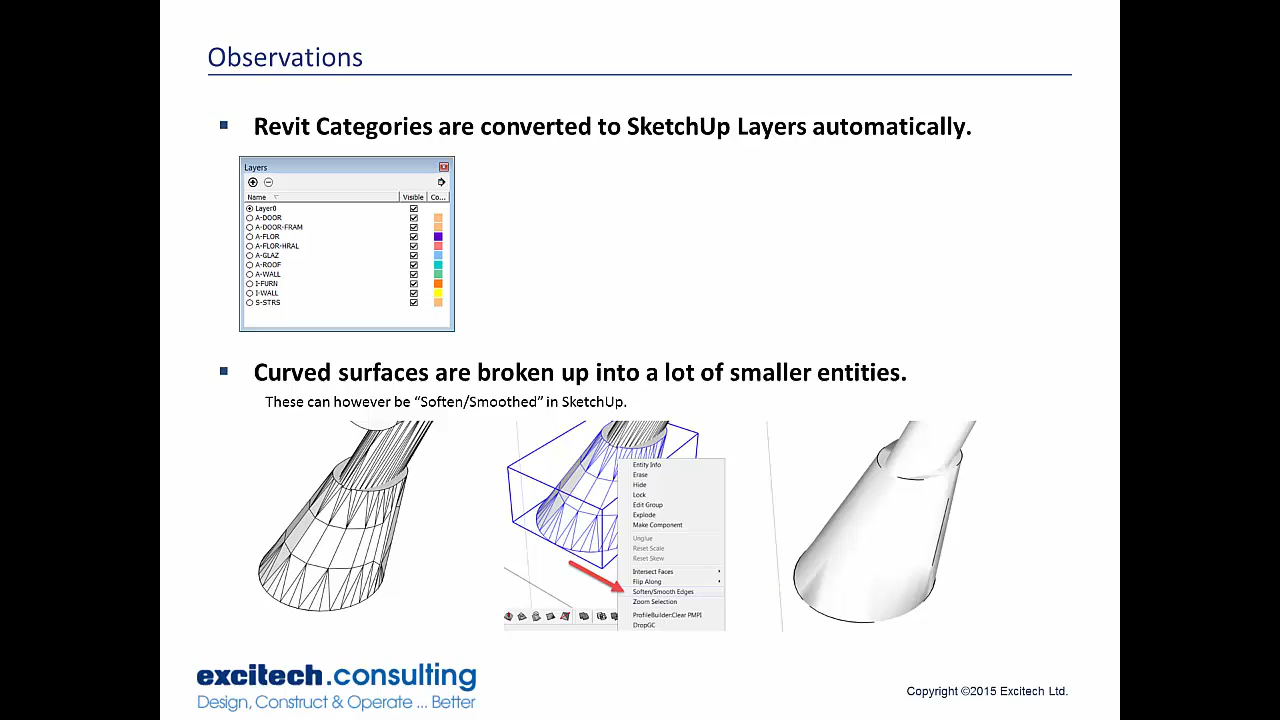 Observations
Revit Categories are converted to SketchUp Layers automatically.
Layers
Name Visible Co...
Layer0
A-DOOR
A-DOOR-FRAM
A-FLOR
A-FLOR-HRAL
A-GLAZ
A-ROOF
A-WALL
I-FURN
I-WALL
S-STRS
Curved surfaces are broken up into a lot of smaller entities.
These can however be “Soften/Smoothed” in SketchUp.
Entity Info
Erase
Hide
Lock
Edit Group
Explode
Make Component
Unglue
Reset Scale
Reset Skew
Intersect Faces
Flip Along
Soften/Smooth Edges
Zoom Selection
ProfileBuilder:Clear PMPI
DropGC
excitech.consulting
Design, Construct & Operate ... Better
Copyright ©2015 Excitech Ltd.